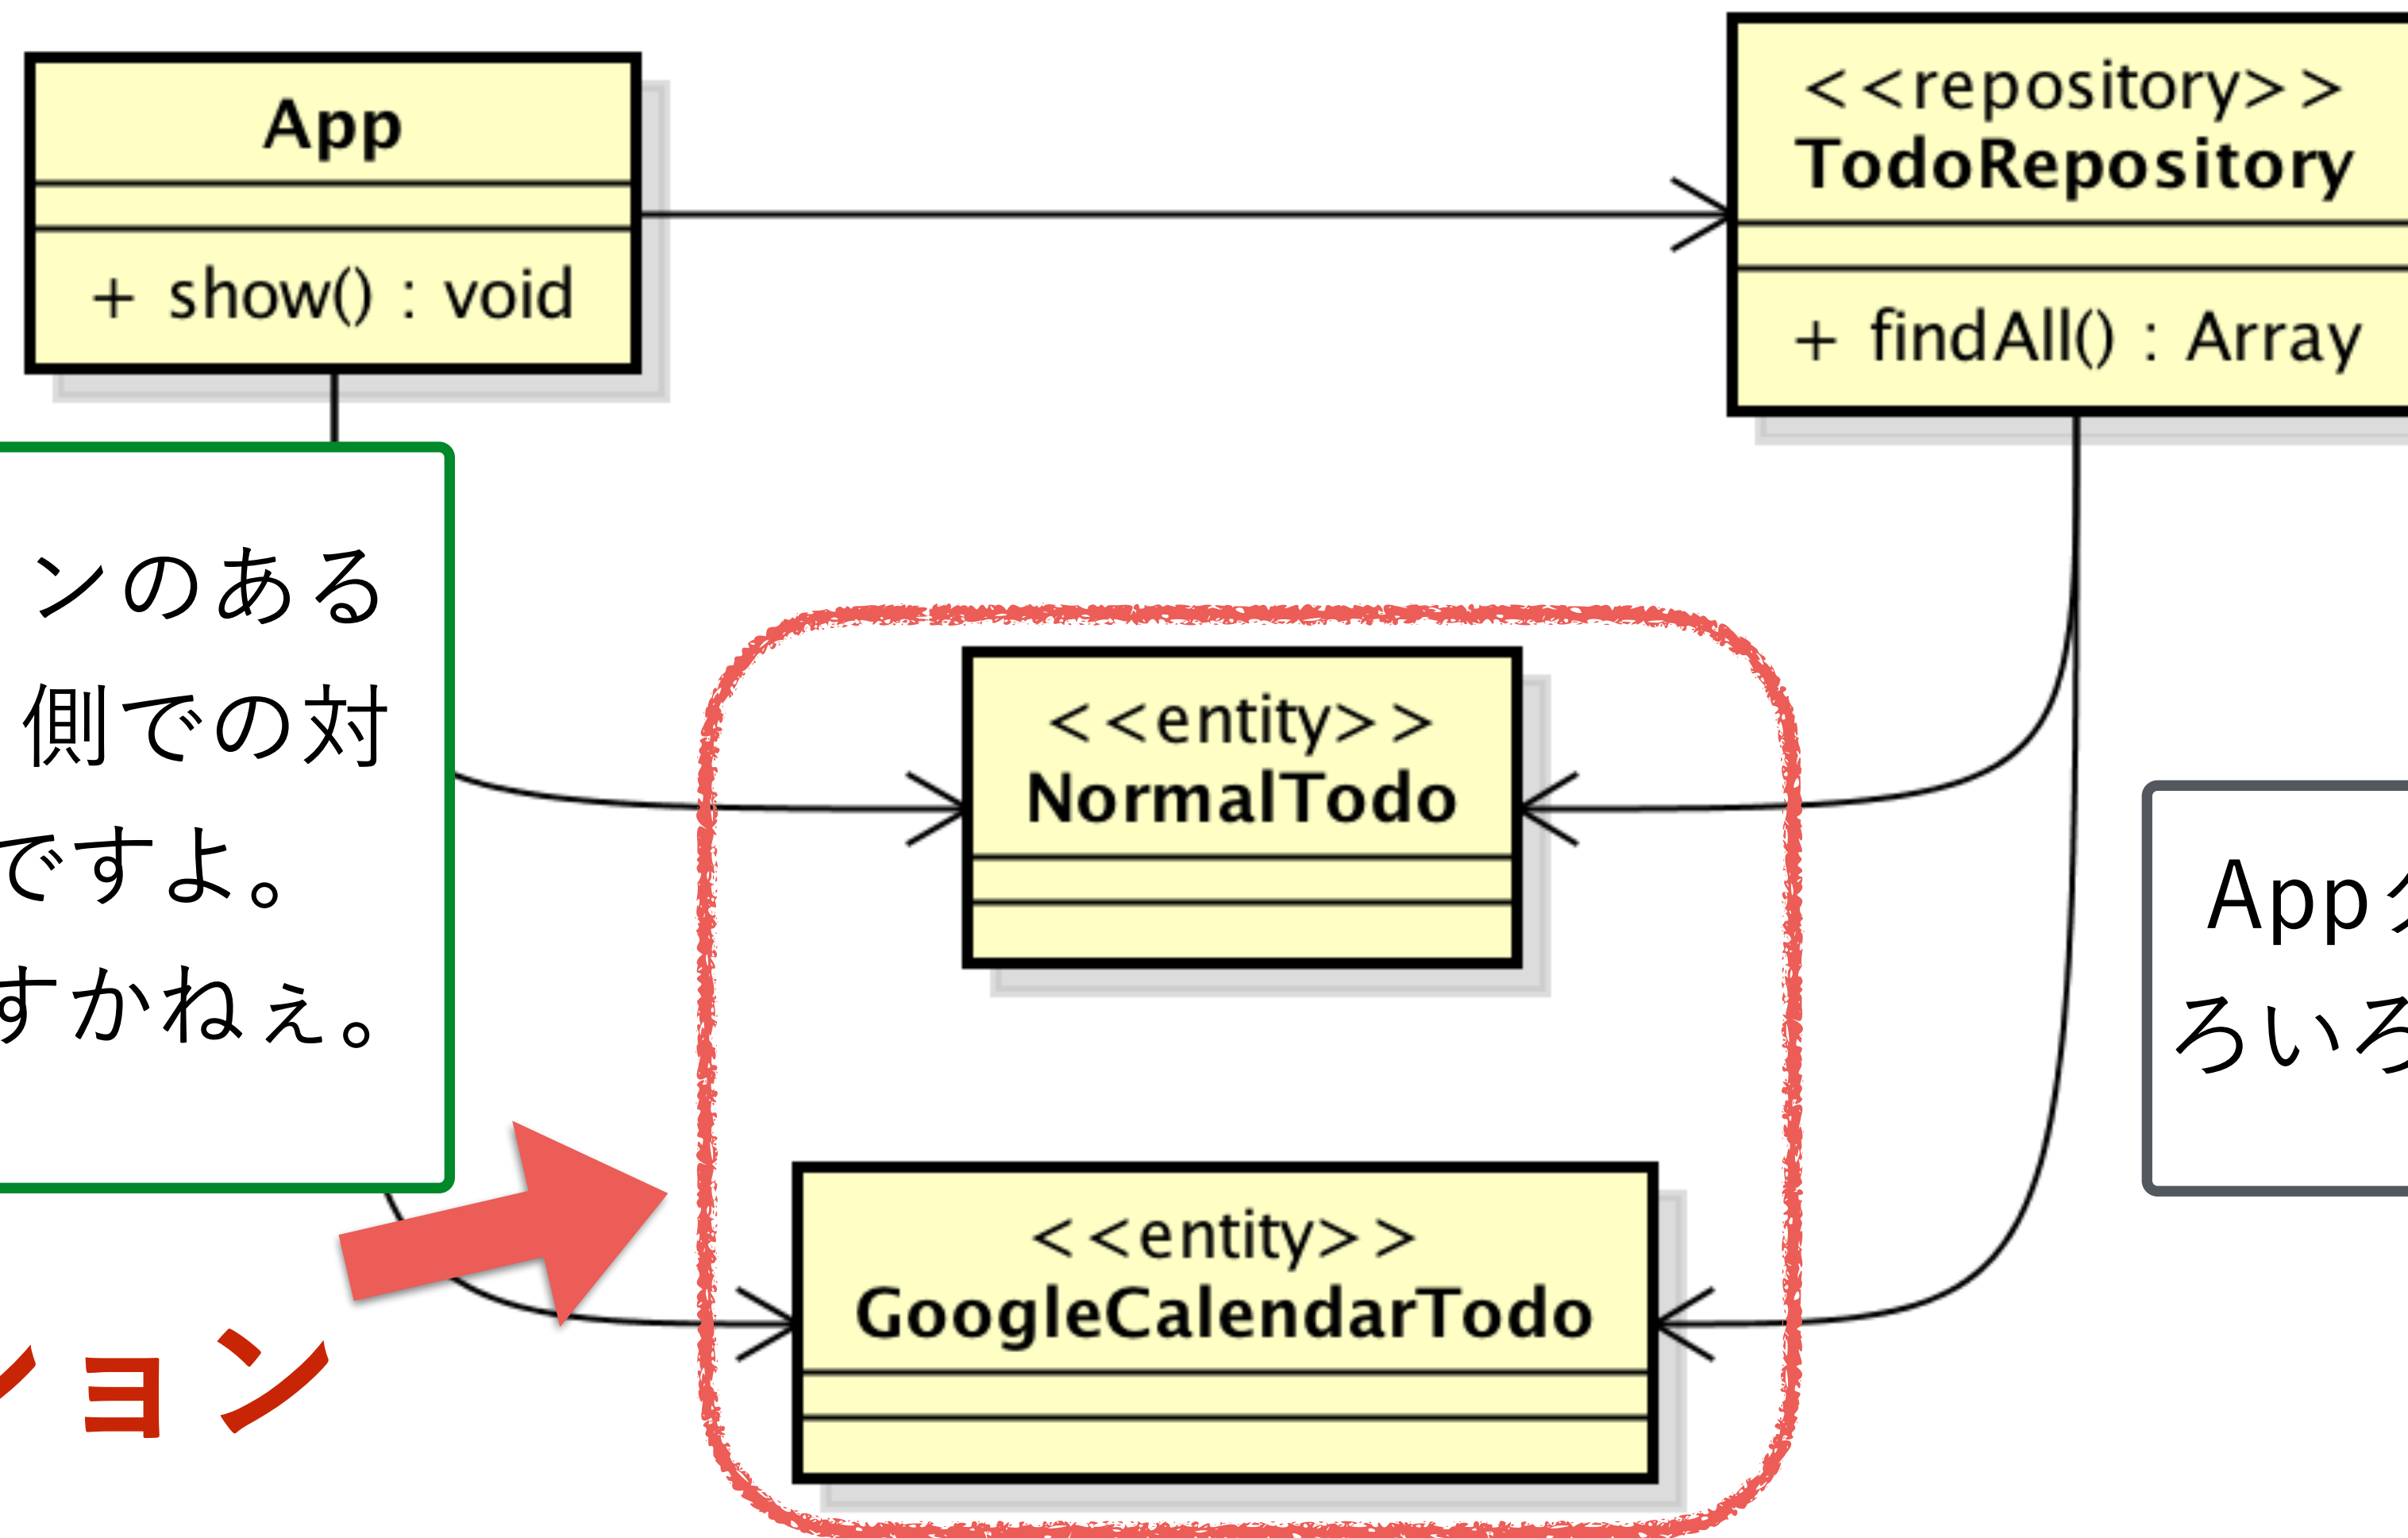 App
+ show() : void
<<repository>>
TodoRepository
+ findAll() : Array
ンのある
側での対
ですよ。
すかねぇ。
<<entity>>
NormalTodo
<<entity>>
GoogleCalendarTodo
App
ろいろ
ョン